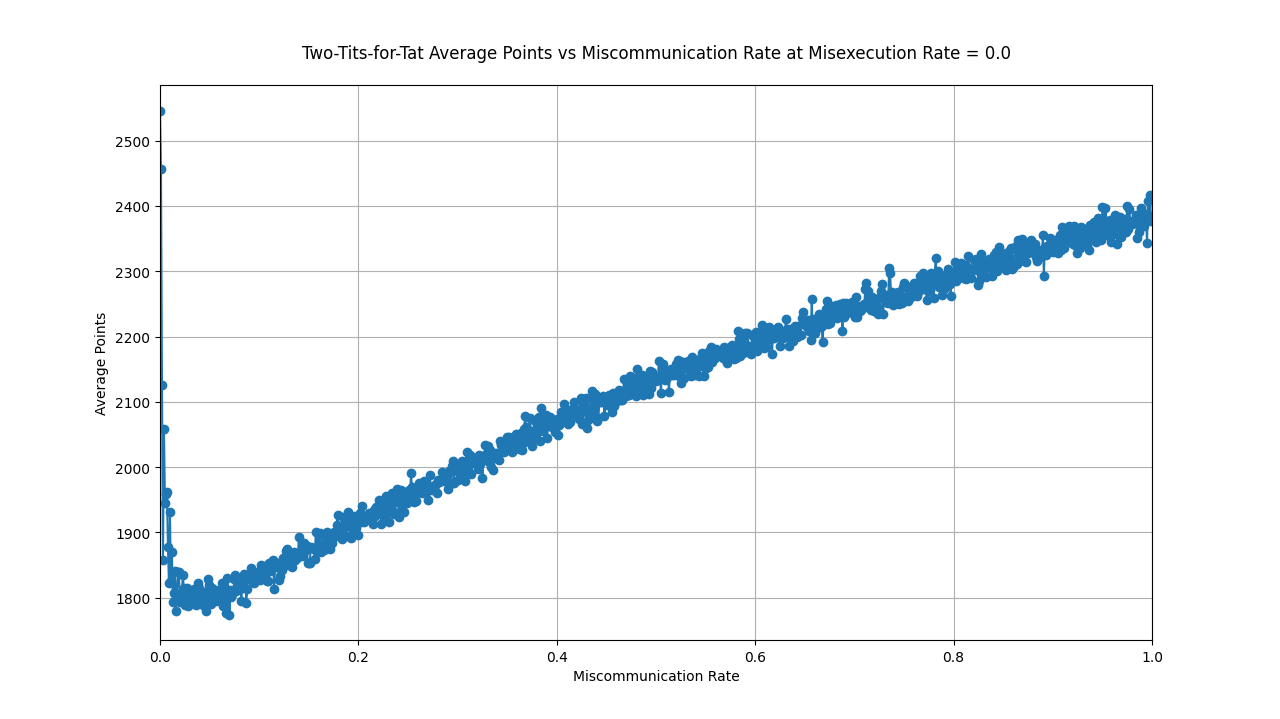 Two-Tits-for-Tat Average Points vs Miscommunication Rate at Misexecution Rate = 0.0
2500
2400
2300
2200
2100
2000
1900
1800
Average Points
0.0 0.2 0.4 0.6 0.8 1.0
Miscommunication Rate